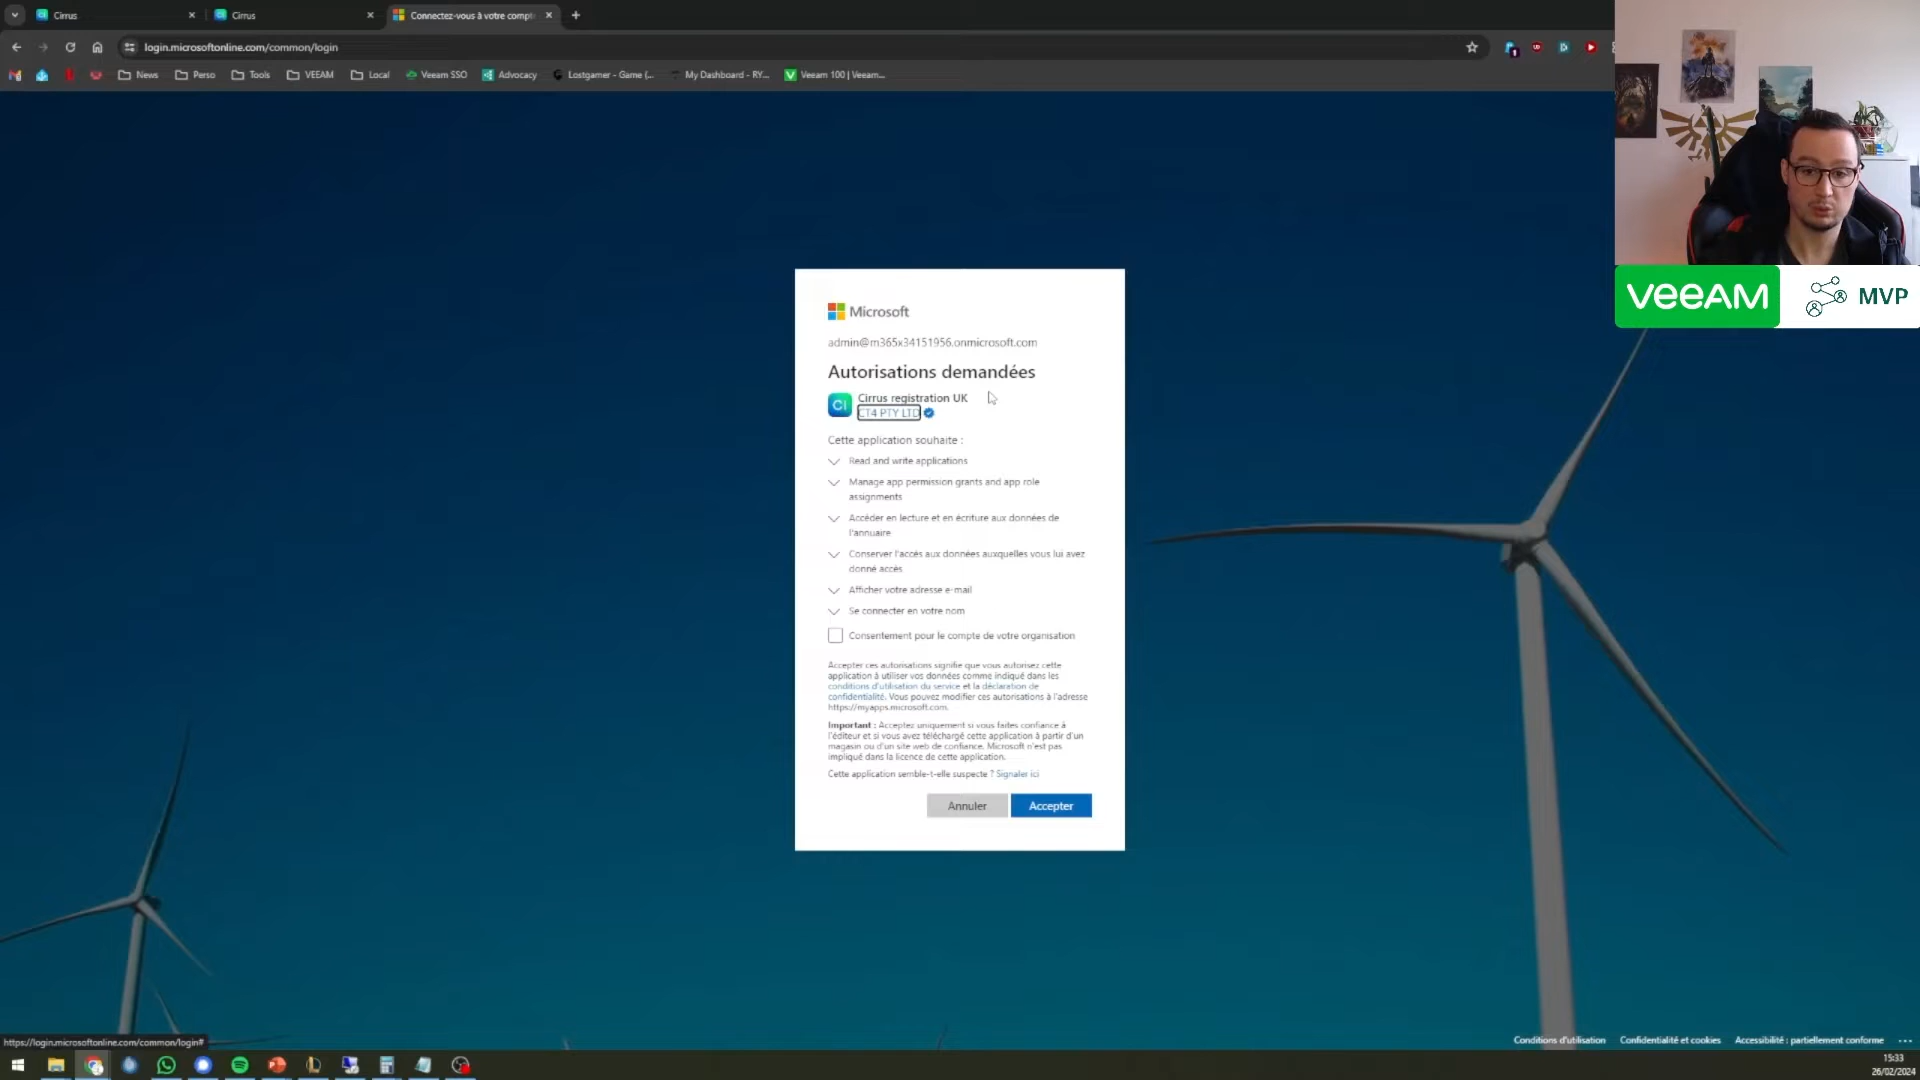 Cirrus
Cirrus
Connectez-vous à votre compt
login.microsoftonline.com/common/login
News
Perso
Tools
VEEAM
Local
Veeam SSO
Advocacy
Lostgamer - Game (...
My Dashboard - RY...
Veeam 100 | Veeam...
VeeAM
MVP
Microsoft
admin@m365x34151956.onmicrosoft.com
Autorisations demandées
CI
Cirrus registration UK
CT4 PTY LTD
Cette application souhaite :
Read and write applications
Manage app permission grants and app role
assignments
Accéder en lecture et en écriture aux données de
l'annuaire
Conserver l'accès aux données auxquelles vous lui avez
donné accès
Afficher votre adresse e-mail
Se connecter en votre nom
Consentement pour le compte de votre organisation
Accepter ces autorisations signifie que vous autorisez cette
application à utiliser vos données comme indiqué dans les
conditions d'utilisation du service et la déclaration de
confidentialité. Vous pouvez modifier ces autorisations à l'adresse
https://myapps.microsoft.com.
Important : Acceptez uniquement si vous faites confiance à
l'éditeur et si vous avez téléchargé cette application à partir d'un
magasin ou d'un site web de confiance. Microsoft n'est pas
impliqué dans la licence de cette application.
Cette application semble-t-elle suspecte ? Signaler ici
Annuler
Accepter
https://login.microsoftonline.com/common/login#
Conditions d'utilisation
Confidentialité et cookies
Accessibilité : partiellement conforme
...
15:33
26/02/2024